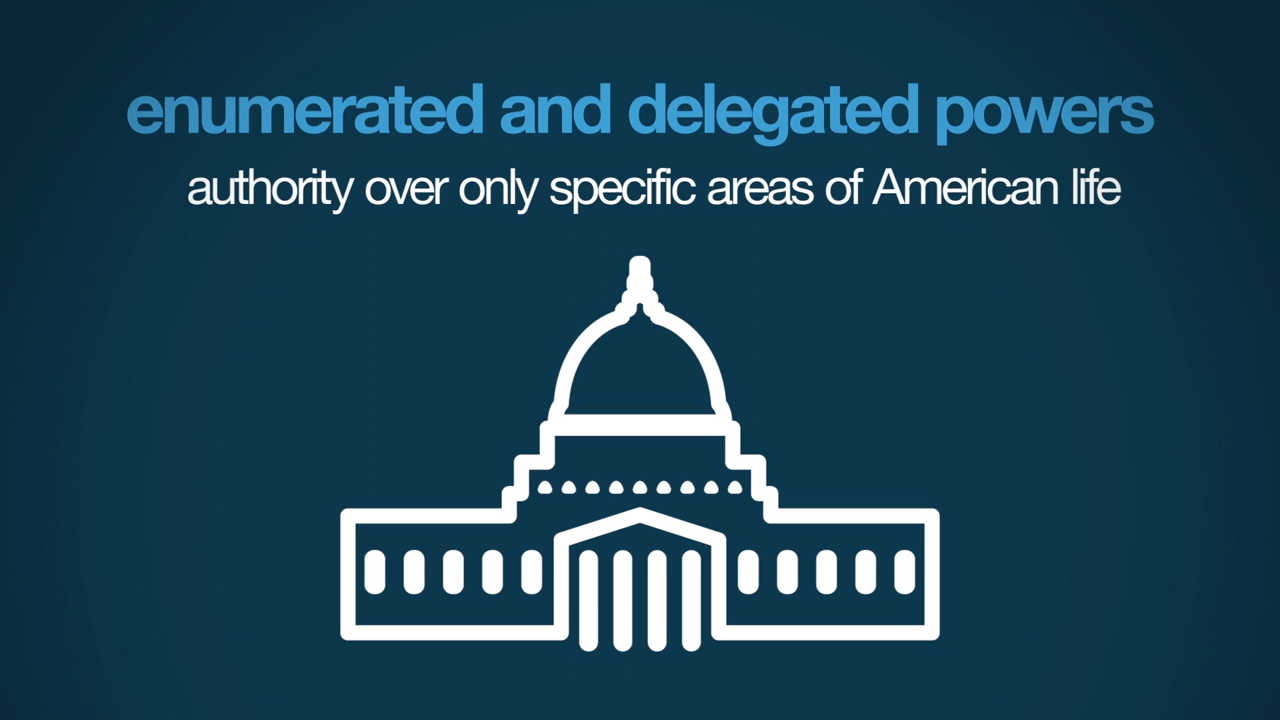 enumerated and delegated powers
authority over only specific areas of American life